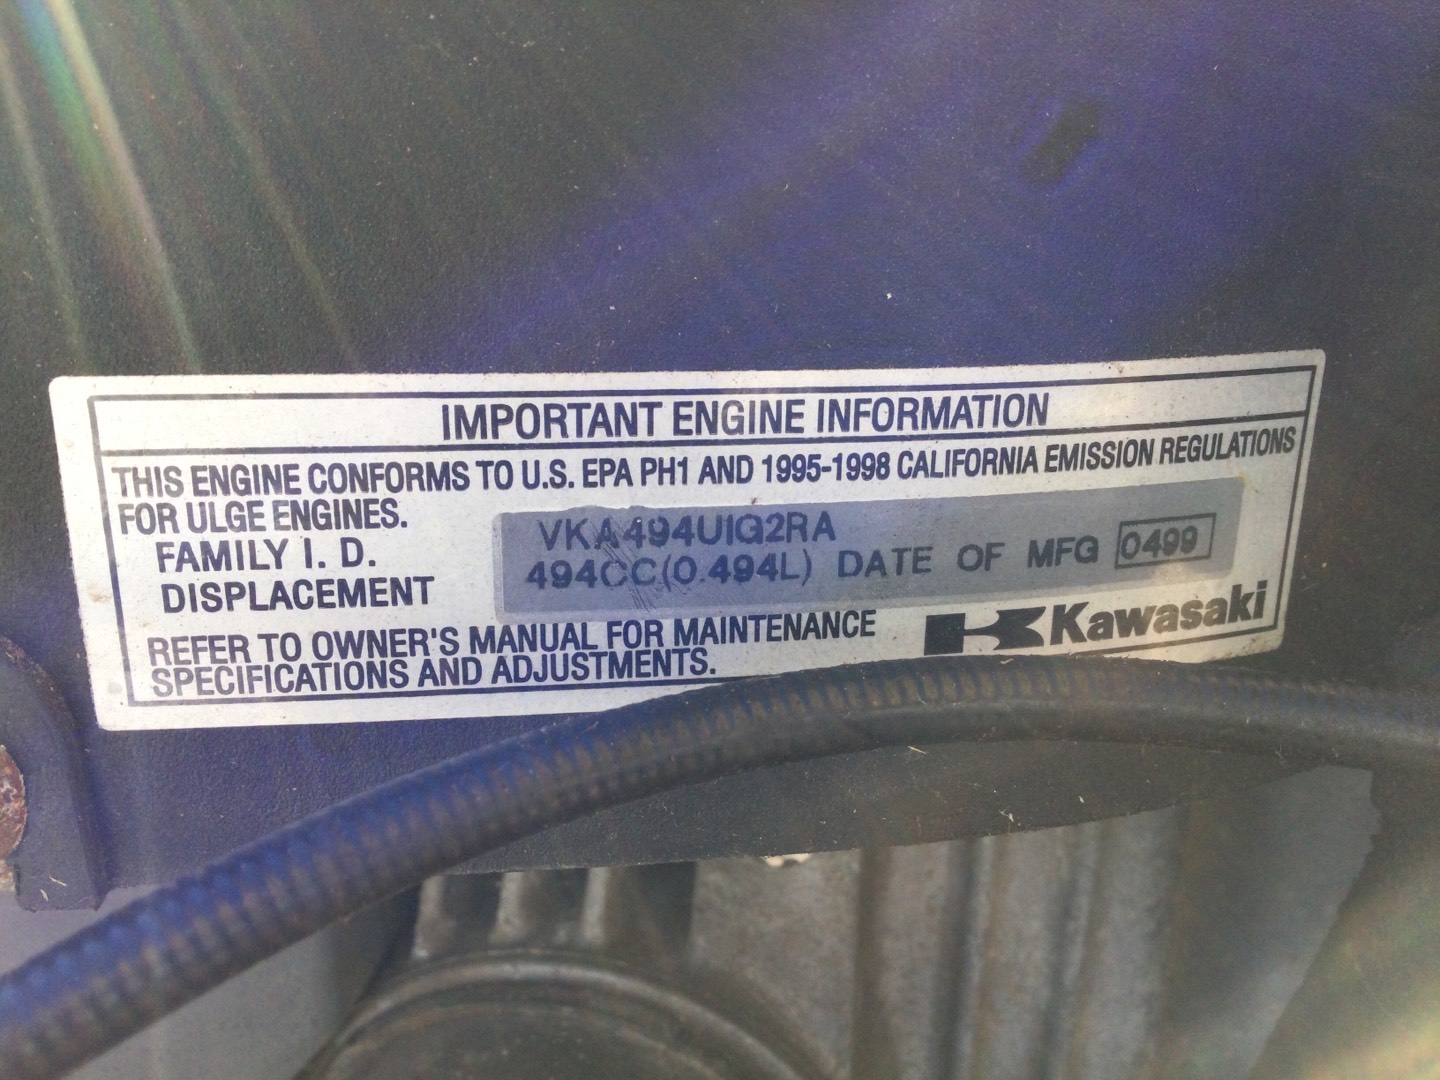 IMPORTANT ENGINE INFORMATION
THIS ENGINE CONFORMS TO U.S. EPA PH1 AND 1995-1998 CALIFORNIA EMISSION REGULATIONS
FOR ULGE ENGINES.
FAMILY I. D. VKA494U1G2RA
DISPLACEMENT 494CC(0.494L) DATE OF MFG 0499
REFER TO OWNER'S MANUAL FOR MAINTENANCE
SPECIFICATIONS AND ADJUSTMENTS.
Kawasaki